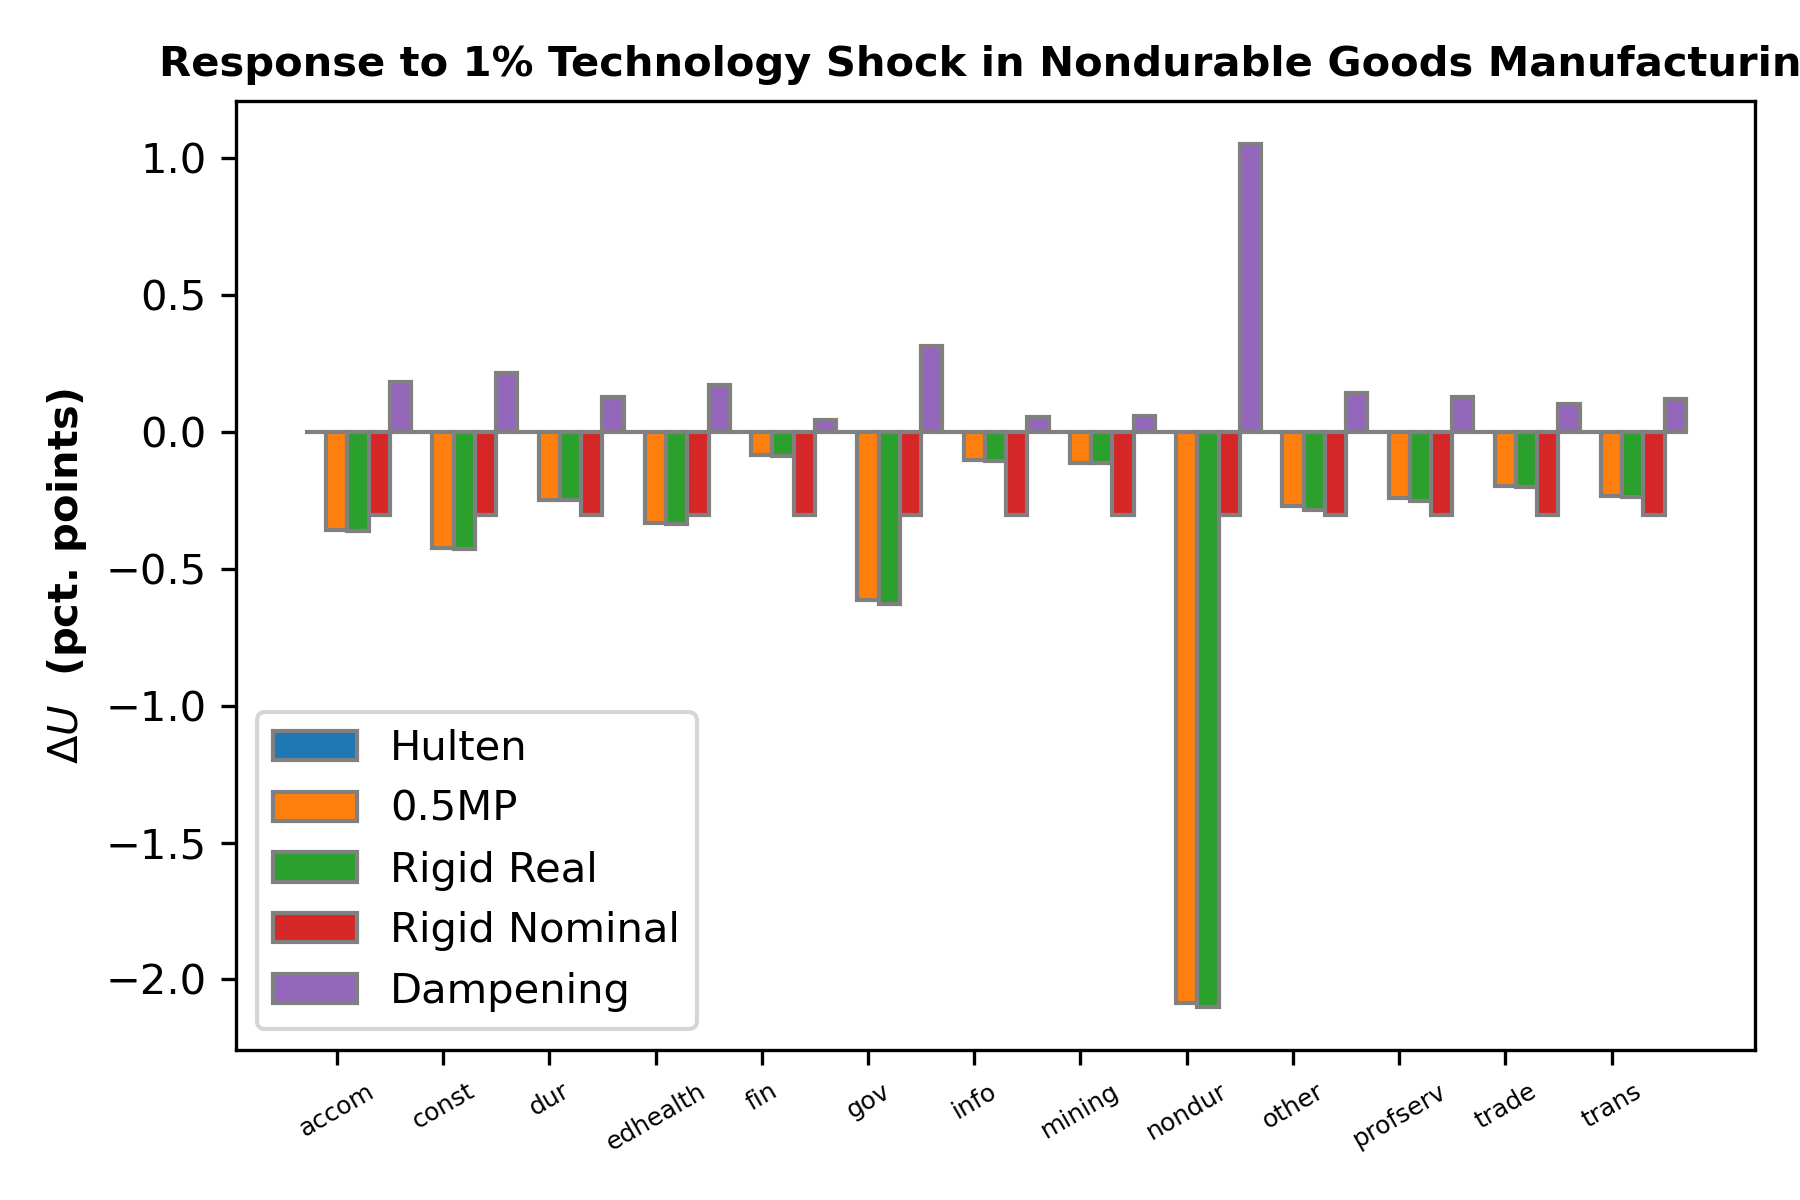 Response to 1% Technology Shock in Nondurable Goods Manufacturin
ΔU (pct. points)
1.0
0.5
0.0
−0.5
−1.0
−1.5
−2.0
Hulten
0.5MP
Rigid Real
Rigid Nominal
Dampening
accom const dur edhealth fin gov info mining nondur other profserv trade trans